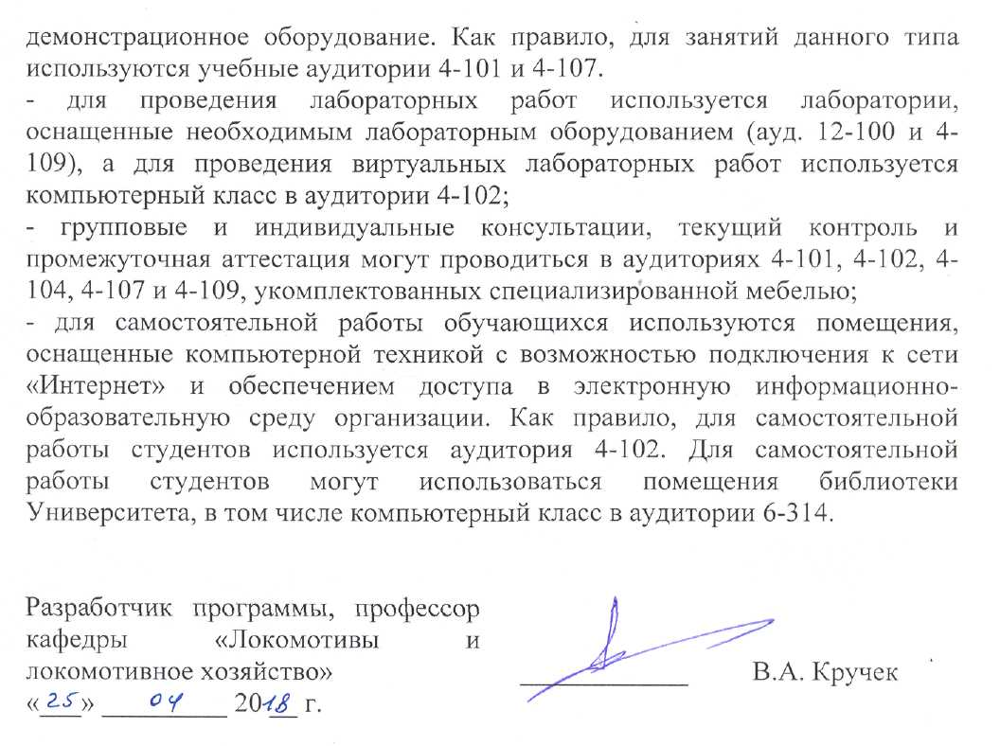 демонстрационное оборудование. Как правило, для занятий данного типа
используются учебные аудитории 4-101 и 4-107.
- для проведения лабораторных работ используется лаборатории,
оснащенные необходимым лабораторным оборудованием (ауд. 12-100 и 4-
109), а для проведения виртуальных лабораторных работ используется
компьютерный класс в аудитории 4-102;
- групповые и индивидуальные консультации, текущий контроль и
промежуточная аттестация могут проводиться в аудиториях 4-101, 4-102, 4-
104, 4-107 и 4-109, укомплектованных специализированной мебелью;
- для самостоятельной работы обучающихся используются помещения,
оснащенные компьютерной техникой с возможностью подключения к сети
«Интернет» и обеспечением доступа в электронную информационно-
образовательную среду организации. Как правило, для самостоятельной
работы студентов используется аудитория 4-102. Для самостоятельной
работы студентов могут использоваться помещения библиотеки
Университета, в том числе компьютерный класс в аудитории 6-314.
Разработчик программы, профессор
кафедры «Локомотивы и
локомотивное хозяйство» В.А. Кручек
«25» 04 2018 г.